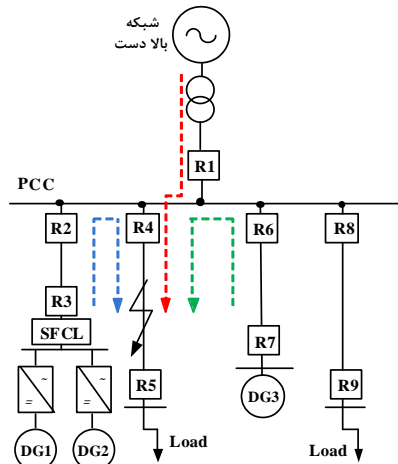 شبکه
بالا دست
R1
PCC
R2
R4
R6
R8
R3
SFCL
R7
R5
R9
DG3
~
=
~
=
Load
Load
DG1
DG2